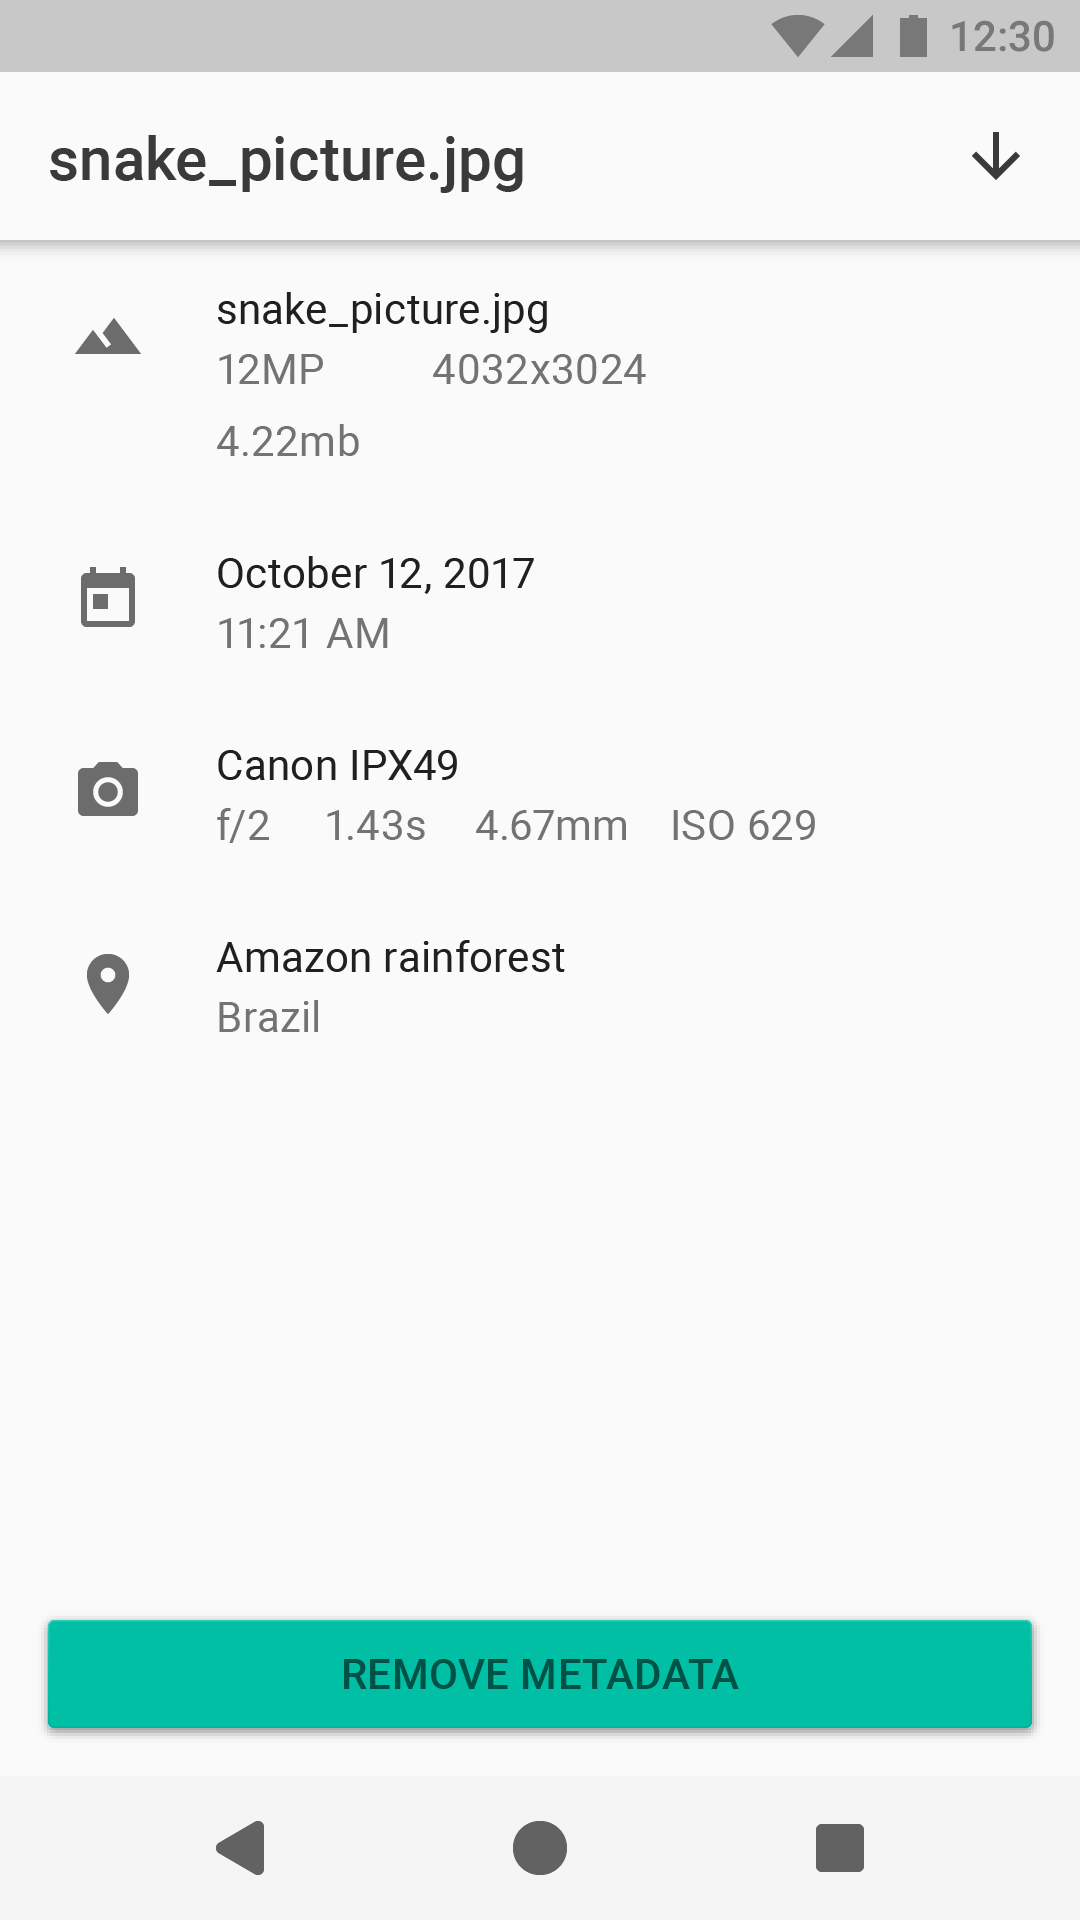 12:30
snake_picture.jpg
snake_picture.jpg
12MP 4032x3024
4.22mb
October 12, 2017
11:21 AM
Canon IPX49
f/2 1.43s 4.67mm ISO 629
Amazon rainforest
Brazil
REMOVE METADATA